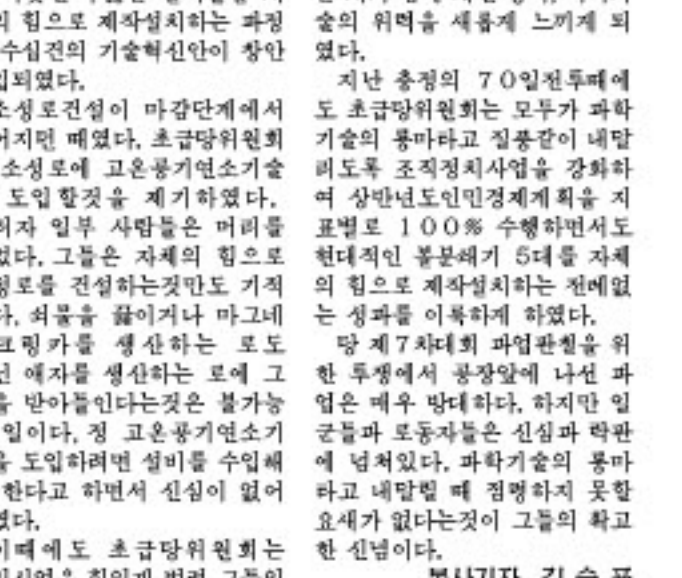 의 힘으로 제작설치하는 과정
수십건의 기술혁신안이 창안
입되였다.
소성로건설이 마감단계에서
어지던 때였다. 초급당위원회
소성로에 고온공기연소기술
도입할것을 제기하였다.
의자 일부 사람들은 머리를
었다. 그들은 자체의 힘으로
성로를 건설하는것만도 기적
다. 쇠물을 끓이거나 마그네
크링카를 생산하는 로도
닌 애자를 생산하는 로에 그
을 받아들인다는것은 불가능
일이다. 정 고온공기연소기
을 도입하려면 설비를 수입해
한다고 하면서 신심이 없어
였다.
이때에도 초급당위원회는
술의 위력을 새롭게 느끼게 되
였다.
지난 충정의 70일전투때에
도 초급당위원회는 모두가 과학
기술의 룡마타고 질풍같이 내달
리도록 조직정치사업을 강화하
여 상반년도인민경제계획을 지
표별로 100% 수행하면서도
현대적인 볼분쇄기 5대를 자체
의 힘으로 제작설치하는 전례없
는 성과를 이룩하게 하였다.
당 제7차대회 과업관철을 위
한 투쟁에서 공장앞에 나선 과
업은 매우 방대하다. 하지만 일
군들과 로동자들은 신심과 락관
에 넘쳐있다. 과학기술의 룡마
타고 내달릴 때 점령하지 못할
요새가 없다는것이 그들의 확고
한 신념이다.
본사기자